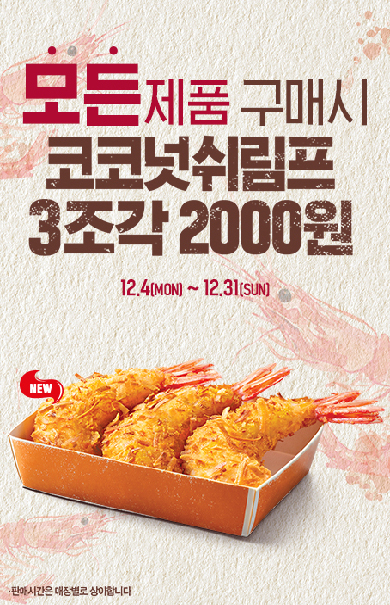 모든제품 구매시
코코넛쉬림프
3조각 2000원
12.4(MON) ~ 12.31(SUN)
NEW
판매시간은 매장별로 상이합니다